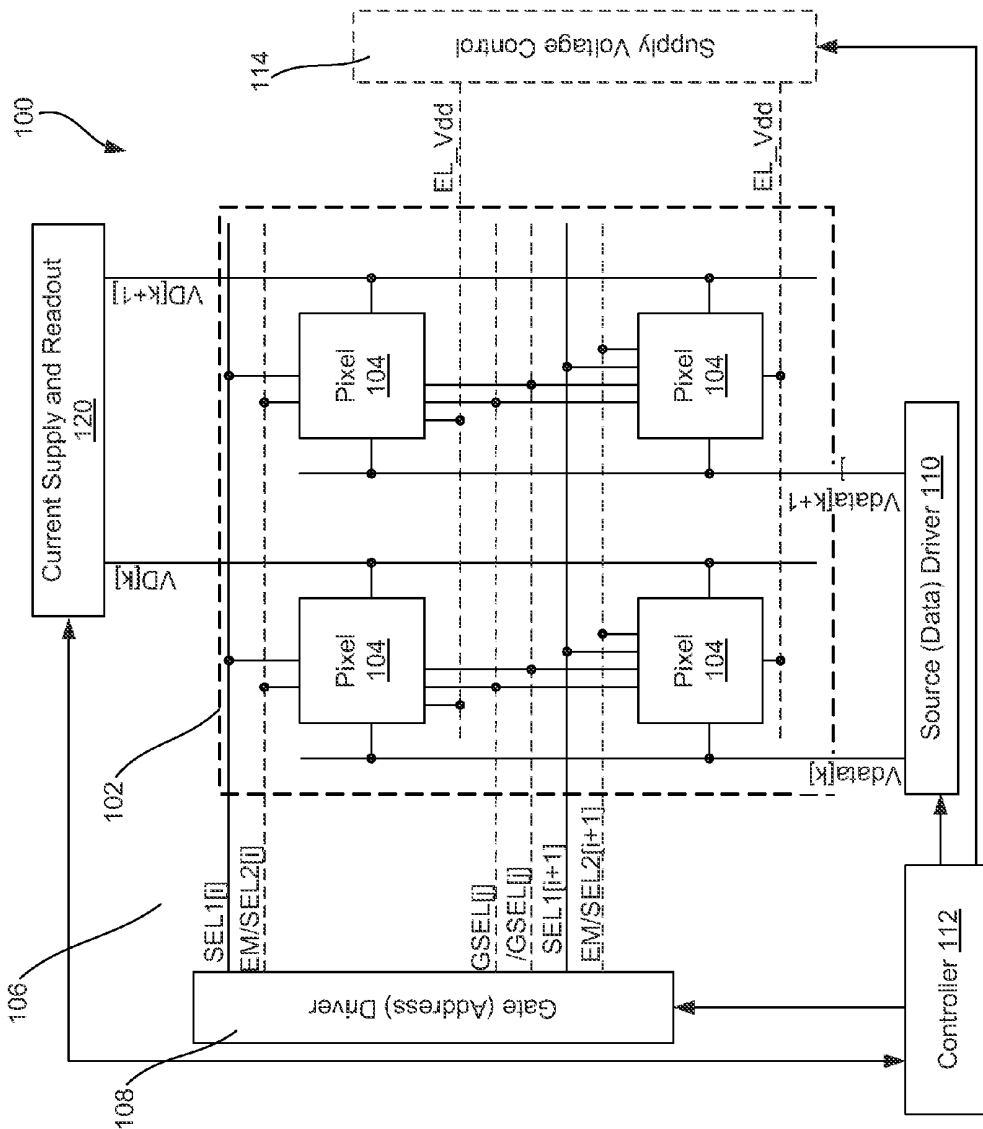 100
Current Supply and Readout
120
114
Supply Voltage Control
VD[k]
VD[k+1]
102
106
SEL1[i]
EM/SEL2[i]
Pixel
104
Pixel
104
EL_Vdd
108
Gate (Address) Driver
GSEL[j]
/GSEL[j]
SEL1[i+1]
EM/SEL2[i+1]
Pixel
104
Pixel
104
EL_Vdd
Vdata[k]
Vdata[k+1]
Controller 112
Source (Data) Driver 110